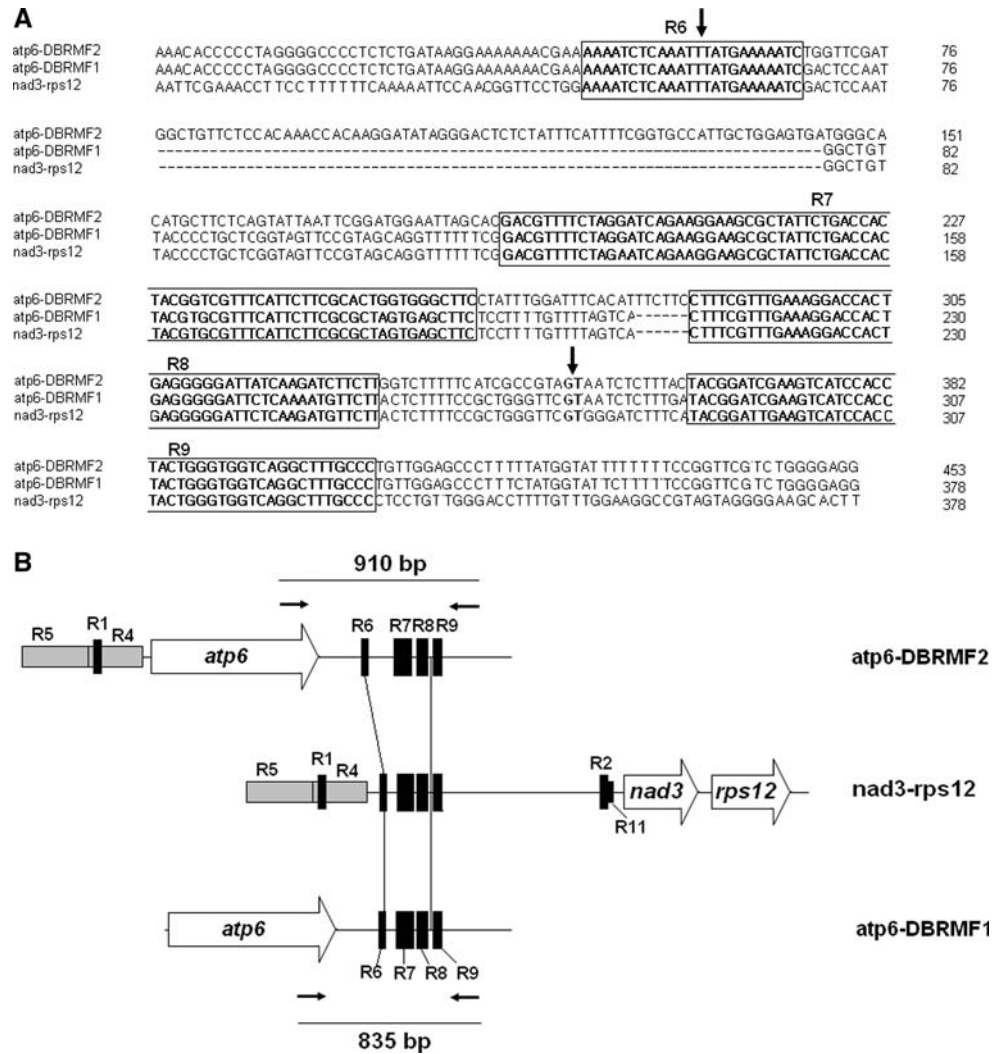 A
R6
atp6-DBRMF2 AAACACCCCCTAGGGGCCCCTCTCTGATAAGGAAAAAAACGAAAAAATCTCAAATTTATGAAAAATCTGGTTCGAT 76
atp6-DBRMF1 AAACACCCCCTAGGGGCCCCTCTCTGATAAGGAAAAAAACGAAAAAATCTCAAATTTATGAAAAATCGACTCCAAT 76
nad3-rps12 AATTCGAAACCTTCCTTTTTTTCAAAAATTCCAACGGTTCCTGGAAAATCTCAAATTTATGAAAAATCGACTCCAAT 76
atp6-DBRMF2 GGCTGTTCTCCACAAACCACAAGGATATAGGGACTCTCTATTTCATTTTCGGTGCCATTGCTGGAGTGATGGGCA 151
atp6-DBRMF1 ---------------------------------------------------------------------GGCTGT 82
nad3-rps12 ---------------------------------------------------------------------GGCTGT 82
R7
atp6-DBRMF2 CATGCTTCTCAGTATTAATTCGGATGGAATTAGCACGACGTTTTCTAGGATCAGAAGGAAGCGCTATTCTGACCAC 227
atp6-DBRMF1 TACCCCTGCTCGGTAGTTCCGTAGCAGGTTTTTTCGGACGTTTTCTAGGATCAGAAGGAAGCGCTATTCTGACCAC 158
nad3-rps12 TACCCCTGCTCGGTAGTTCCGTAGCAGGTTTTTTCGGACGTTTTCTAGAATCAGAAGGAAGCGCTATTCTGACCAC 158
atp6-DBRMF2 TACGGTCGTTTCATTCTTCGCACTGGTGGGCTTCCTATTTGGATTTCACATTTCTTCCTTTCGTTTGAAAGGACCACT 305
atp6-DBRMF1 TACGTGCGTTTCATTCTTCGCGCTAGTGAGCTTCTCCTTTTGTTTTAGTCA------CTTTCGTTTGAAAGGACCACT 230
nad3-rps12 TACGTGCGTTTCATTCTTCGCGCTAGTGAGCTTCTCCTTTTGTTTTAGTCA------CTTTCGTTTGAAAGGACCACT 230
R8
atp6-DBRMF2 GAGGGGGATTATCAAGATCTTCTTGGTCTTTTTCATCGCCGTAGTAATCTCTTTACTACGGATCGAAGTCATCCACC 382
atp6-DBRMF1 GAGGGGGATTCTCAAAATGTTCTTACTCTTTTCCGCTGGGTTCGTAATCTCTTTGATACGGATCGAAGTCATCCACC 307
nad3-rps12 GAGGGGGATTCTCAAGATGTTCTTACTCTTTTCCGCTGGGTTCGTGGGATCTTTCATACGGATTGAAGTCATCCACC 307
R9
atp6-DBRMF2 TACTGGGTGGTCAGGCTTTGCCCTGTTGGAGCCCTTTTTATGGTATTTTTTTTCCGGTTCGTCTGGGGAGG 453
atp6-DBRMF1 TACTGGGTGGTCAGGCTTTGCCCTGTTGGAGCCCTTTCTATGGTATTCTTTTTCCGGTTCGTCTGGGGAGG 378
nad3-rps12 TACTGGGTGGTCAGGCTTTGCCCCTCCTGTTGGGACCTTTTGTTTGGAAGGCCGTAGTAGGGGAAGCACTT 378
B
910 bp
R5 R1 R4 atp6 R6 R7 R8 R9 atp6-DBRMF2
R5 R1 R4 R2 R11 nad3 rps12 nad3-rps12
atp6 R6 R7 R8 R9 atp6-DBRMF1
835 bp